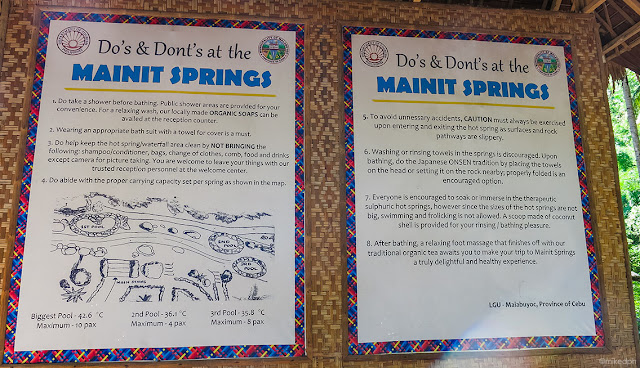 Do's & Dont's at the
MAINIT SPRINGS
1. Do take a shower before bathing. Public shower areas are provided for your
convenience. For a relaxing wash, our locally made ORGANIC SOAPS can be
availed at the reception counter.
2. Wearing an appropriate bath suit with a towel for cover is a must.
3. Do help keep the hot spring/waterfall area clean by NOT BRINGING the
following: shampoo/condiioner, bags, change of clothes, comb, food and drinks
except camera for picture taking. You are welcome to leave your things with our
trusted reception personnel at the welcome center.
4. Do abide with the proper carrying capacity set per spring as shown in the map.
2ND POOL
3RD POOL
MAIN SPRING
Biggest Pool - 42.6 °C
Maximum - 10 pax
2nd Pool - 36.1 °C
Maximum - 4 pax
3rd Pool - 35.8 °C
Maximum - 8 pax
Do's & Dont's at the
MAINIT SPRINGS
5. To avoid unnessary accidents, CAUTION must always be exercised
upon entering and exiting the hot spring as surfaces and rock
pathways are slippery.
6. Washing or rinsing towels in the springs is discouraged. Upon
bathing, do the Japanese ONSEN tradition by placing the towels
on the head or setting it on the rock nearby; properly folded is an
encouraged option.
7. Everyone is encouraged to soak or immerse in the therapeutic
sulphuric hot springs, however since the sizes of the hot springs are not
big, swimming and frolicking is not allowed. A scoop made of coconut
shell is provided for your rinsing / bathing pleasure.
8. After bathing, a relaxing foot massage that finishes off with our
traditional organic tea awaits you to make your trip to Mainit Springs
a truly delightful and healthy experience.
LGU - Malabuyoc, Province of Cebu